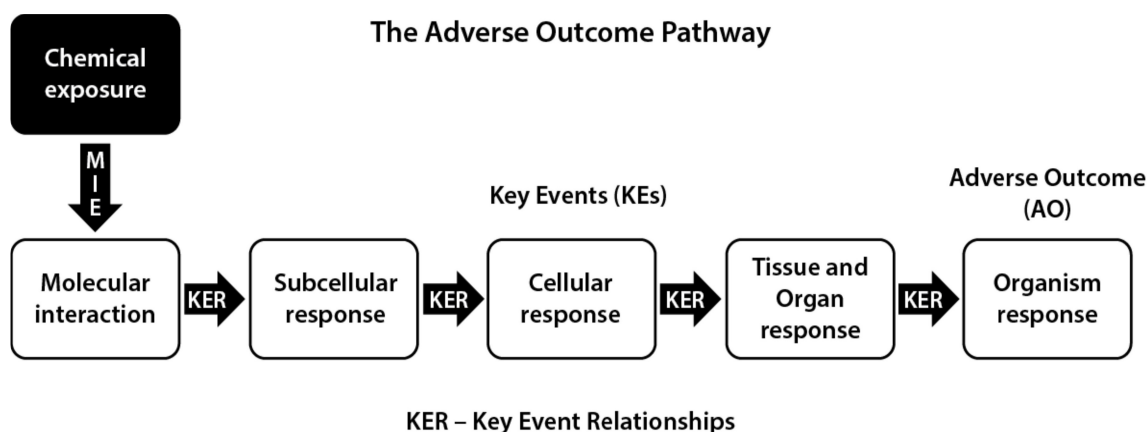 The Adverse Outcome Pathway
Chemical
exposure
M
I
E
Key Events (KEs)
Adverse Outcome
(AO)
Molecular
interaction
KER
Subcellular
response
KER
Cellular
response
KER
Tissue and
Organ
response
KER
Organism
response
KER – Key Event Relationships